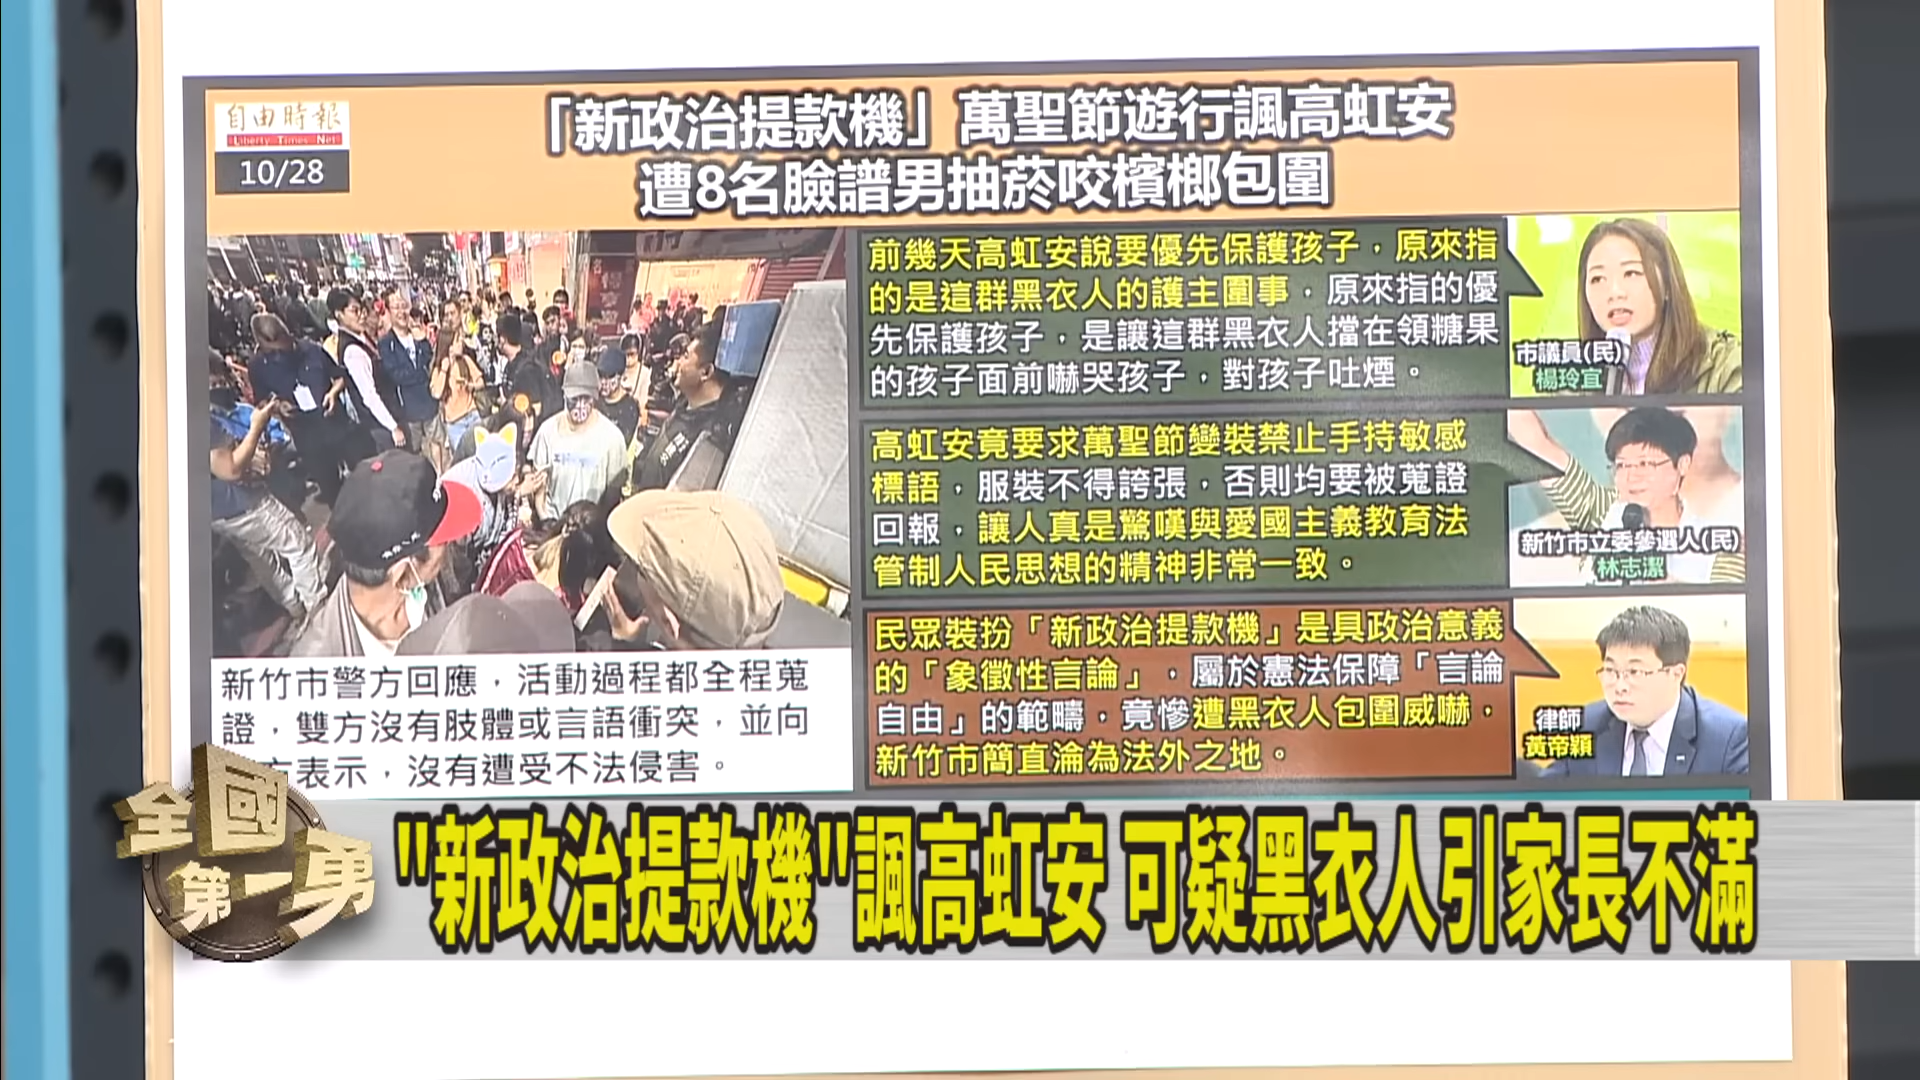 自由時報
Liberty Times Net
10/28
「新政治提款機」萬聖節遊行諷高虹安
遭8名臉譜男抽菸咬檳榔包圍
前幾天高虹安說要優先保護孩子，原來指
的是這群黑衣人的護主圍事，原來指的優
先保護孩子，是讓這群黑衣人擋在領糖果
的孩子面前嚇哭孩子，對孩子吐煙。
市議員(民)
楊玲宜
高虹安竟要求萬聖節變裝禁止手持敏感
標語，服裝不得誇張，否則均要被蒐證
回報，讓人真是驚嘆與愛國主義教育法
管制人民思想的精神非常一致。
新竹市立委參選人(民)
林志潔
民眾裝扮「新政治提款機」是具政治意義
的「象徵性言論」，屬於憲法保障「言論
自由」的範疇，竟慘遭黑衣人包圍威嚇，
新竹市簡直淪為法外之地。
律師
黃帝穎
新竹市警方回應，活動過程都全程蒐
證，雙方沒有肢體或言語衝突，並向
方表示，沒有遭受不法侵害。
全國
第一勇
"新政治提款機"諷高虹安 可疑黑衣人引家長不滿